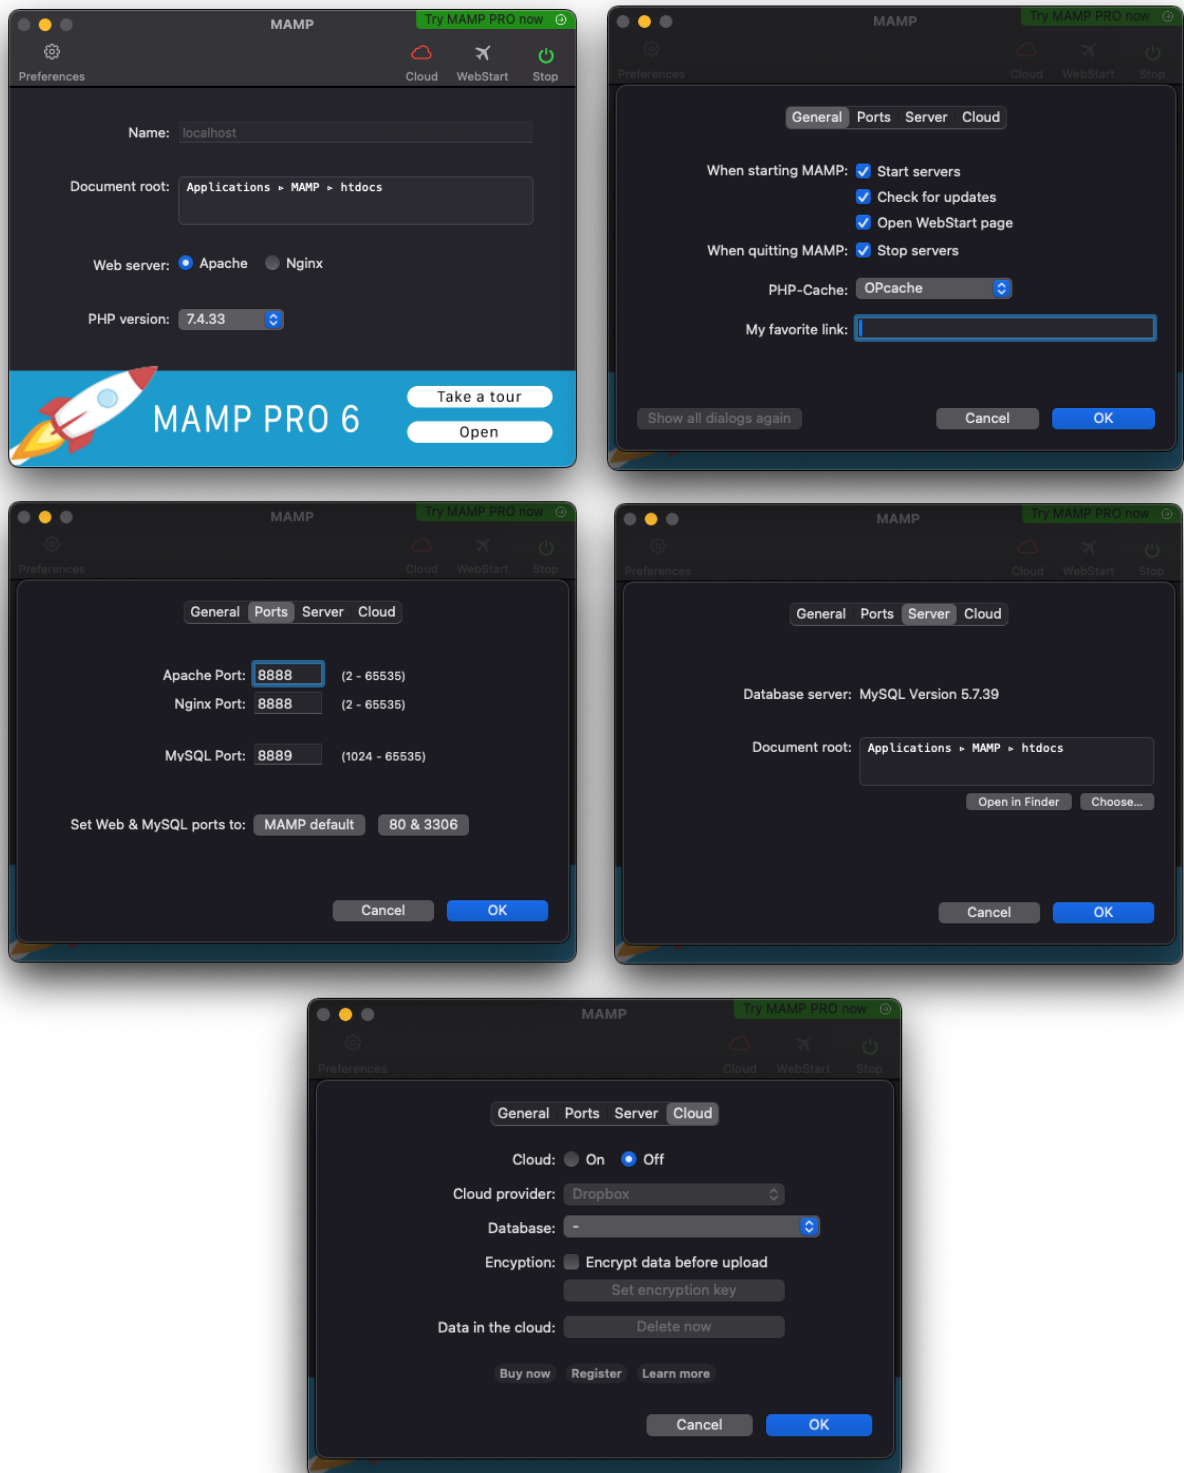 MAMP
Try MAMP PRO now
Preferences
Cloud WebStart Stop
Name: localhost
Document root: Applications ▸ MAMP ▸ htdocs
Web server: Apache Nginx
PHP version: 7.4.33
MAMP PRO 6
Take a tour
Open
MAMP
Try MAMP PRO now
Preferences
Cloud WebStart Stop
General Ports Server Cloud
When starting MAMP: Start servers
Check for updates
Open WebStart page
When quitting MAMP: Stop servers
PHP-Cache: OPcache
My favorite link:
Show all dialogs again Cancel OK
MAMP
Try MAMP PRO now
Preferences
Cloud WebStart Stop
General Ports Server Cloud
Apache Port: 8888 (2 - 65535)
Nginx Port: 8888 (2 - 65535)
MySQL Port: 8889 (1024 - 65535)
Set Web & MySQL ports to: MAMP default 80 & 3306
Cancel OK
MAMP
Try MAMP PRO now
Preferences
Cloud WebStart Stop
General Ports Server Cloud
Database server: MySQL Version 5.7.39
Document root: Applications ▸ MAMP ▸ htdocs
Open in Finder Choose...
Cancel OK
MAMP
Try MAMP PRO now
Preferences
Cloud WebStart Stop
General Ports Server Cloud
Cloud: On Off
Cloud provider: Dropbox
Database: -
Encyption: Encrypt data before upload
Set encryption key
Data in the cloud: Delete now
Buy now Register Learn more
Cancel OK